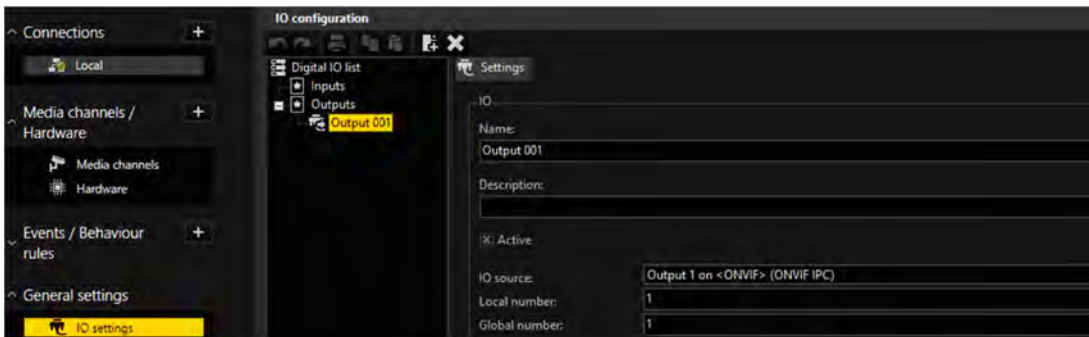 Connections
+
Local
Media channels /
Hardware
+
Media channels
Hardware
Events / Behaviour
rules
+
General settings
IO settings
IO configuration
Digital IO list
Inputs
Outputs
Output 001
Settings
IO
Name:
Output 001
Description:
Active
IO source:
Output 1 on <ONVIF> (ONVIF IPC)
Local number:
1
Global number:
1